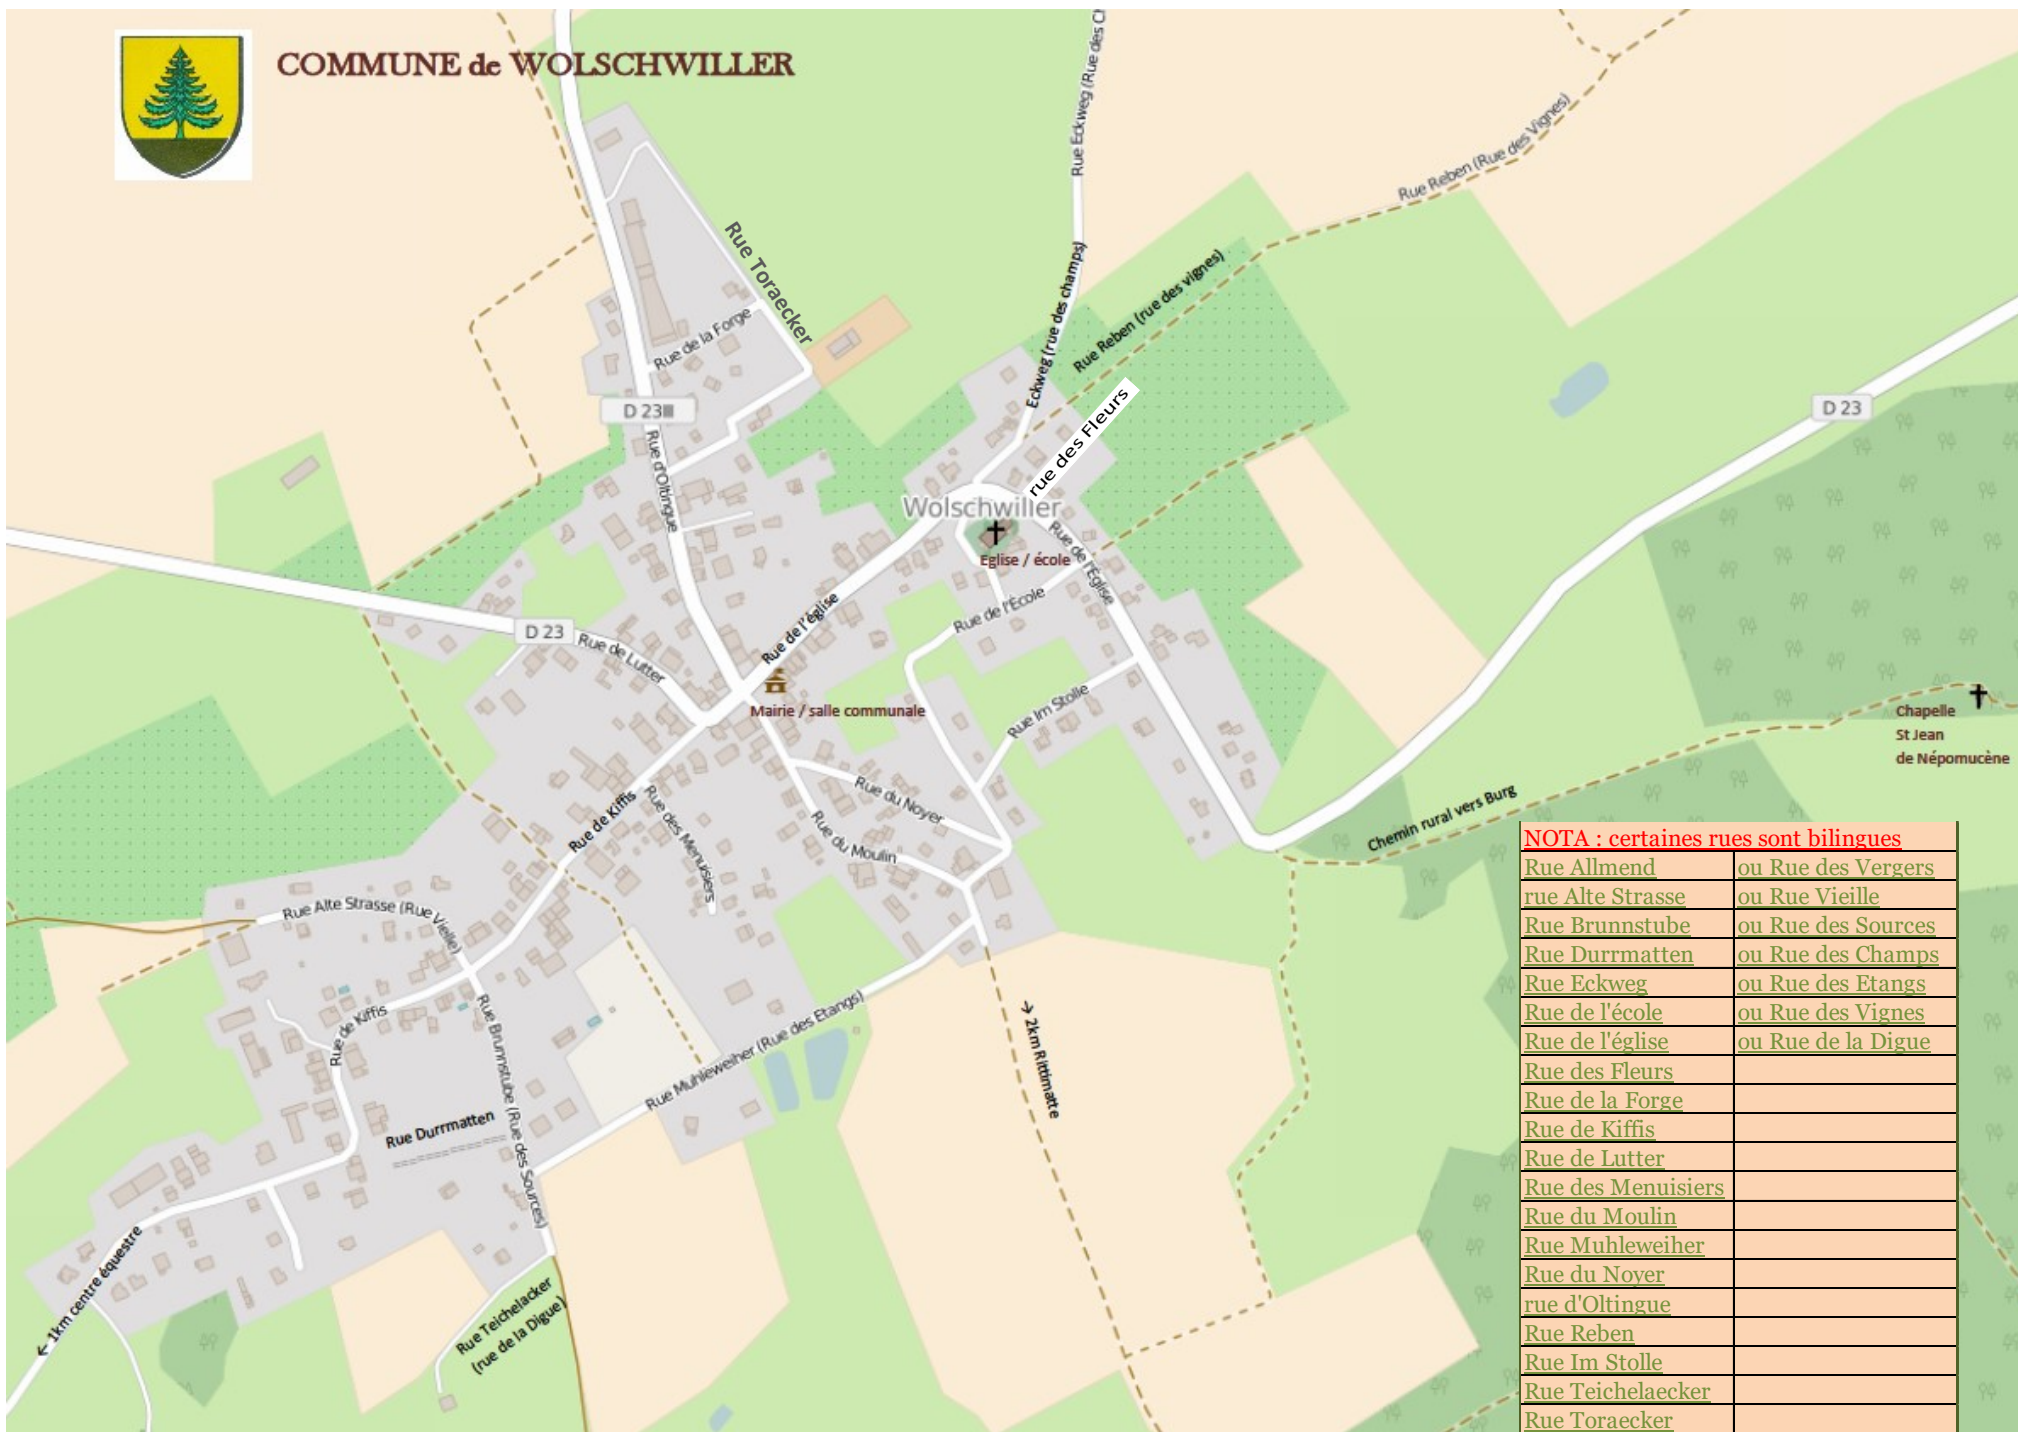 COMMUNE de WOLSCHWILLER
Rue Eckweg (Rue des Ch
Rue Reben (Rue des Vignes)
Rue Toraecker
Eckweg (rue des champs)
Rue Reben (rue des vignes)
Rue de la Forge
D 23III
rue des Fleurs
D 23
Rue d'Oltingue
Wolschwiller
Eglise / école
Rue de l'Église
Rue de l'École
Rue de l'église
D 23
Rue de Lutter
Mairie / salle communale
Rue Im Stolle
Chapelle
St Jean
de Népomucène
Chemin rural vers Burg
Rue de Kiffis
Rue des Menuisiers
Rue du Noyer
Rue du Moulin
Rue Alte Strasse (Rue Vieille)
Rue de Kiffis
Rue Brunnstube (Rue des Sources)
Rue Muhleweiher (Rue des Etangs)
→ 2km Rittimatte
Rue Durrmatten
← 1km centre équestre
Rue Teichelacker
(rue de la Digue)
NOTA : certaines rues sont bilingues
Rue Allmend ou Rue des Vergers
rue Alte Strasse ou Rue Vieille
Rue Brunnstube ou Rue des Sources
Rue Durrmatten ou Rue des Champs
Rue Eckweg ou Rue des Etangs
Rue de l'école ou Rue des Vignes
Rue de l'église ou Rue de la Digue
Rue des Fleurs
Rue de la Forge
Rue de Kiffis
Rue de Lutter
Rue des Menuisiers
Rue du Moulin
Rue Muhleweiher
Rue du Noyer
rue d'Oltingue
Rue Reben
Rue Im Stolle
Rue Teichelaecker
Rue Toraecker